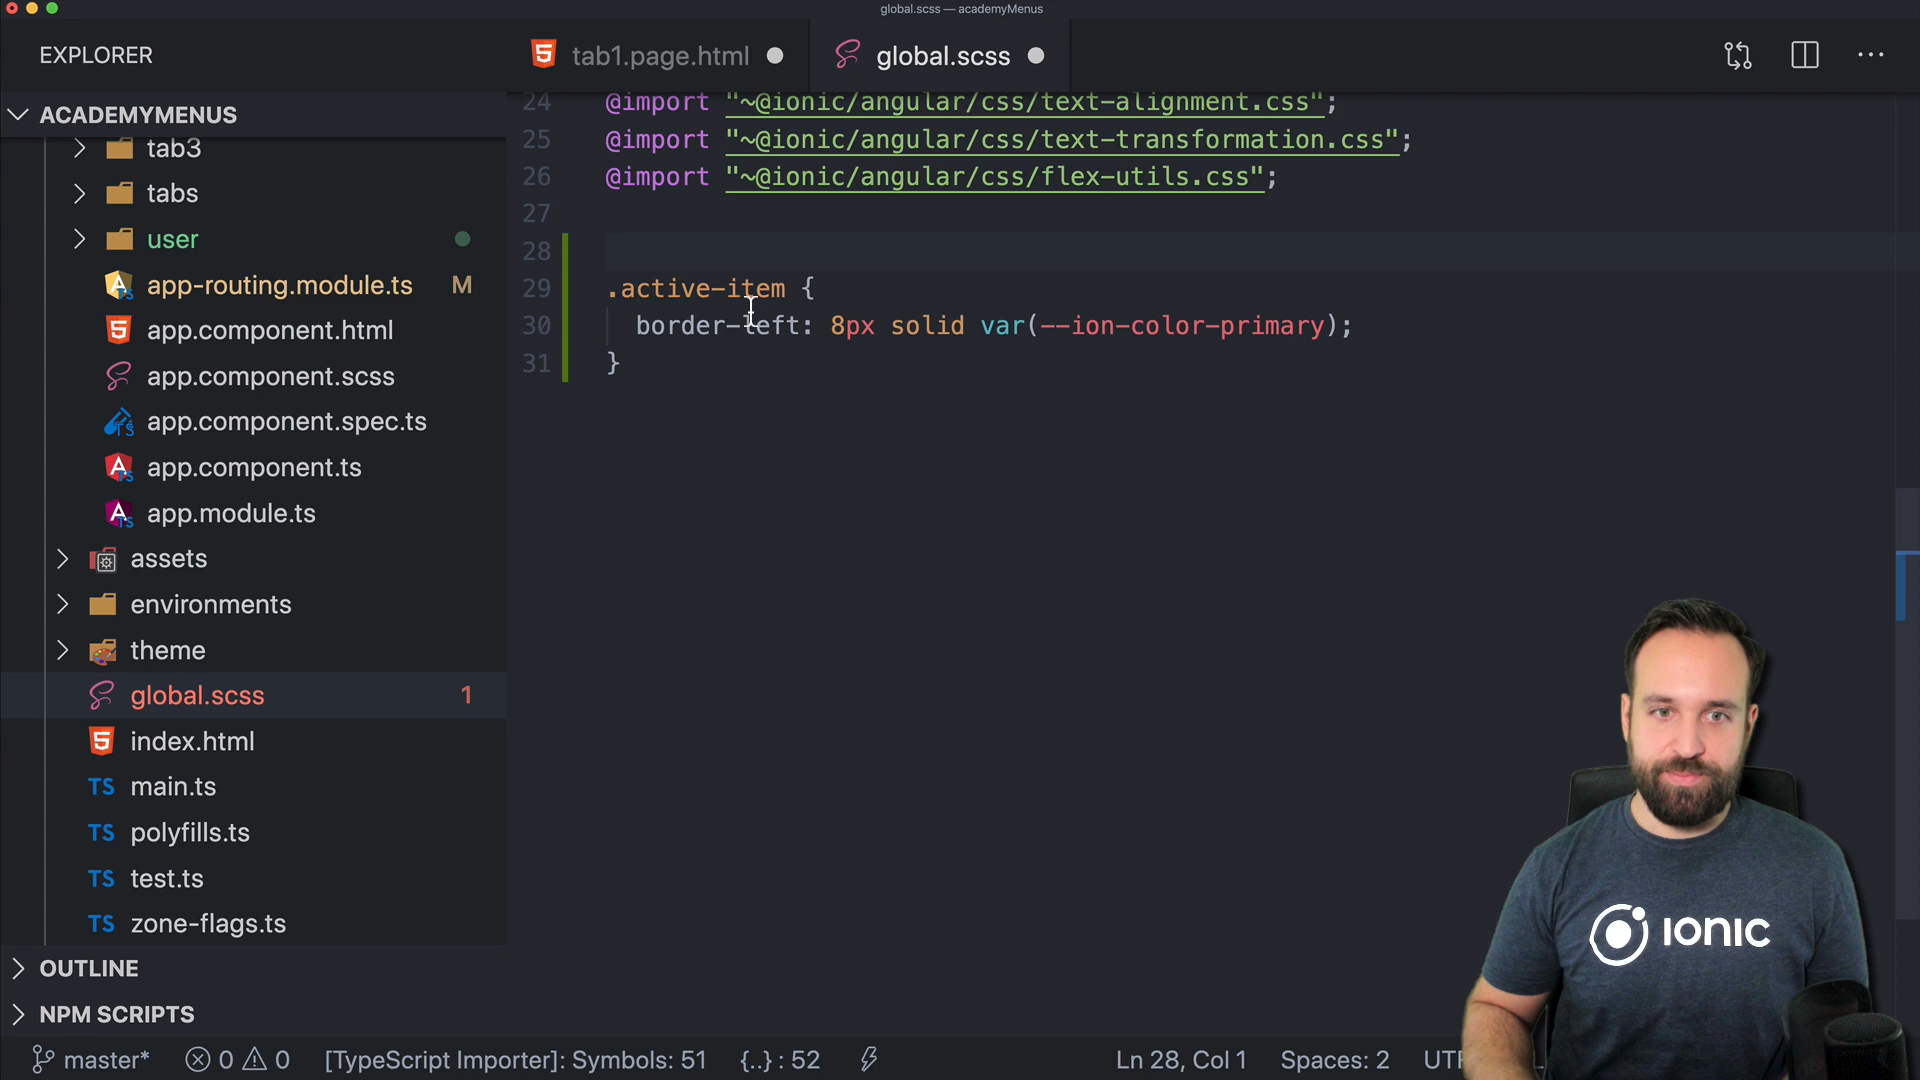 global.scss — academyMenus
EXPLORER
tab1.page.html
global.scss
ACADEMYMENUS
tab3
tabs
user
app-routing.module.ts M
app.component.html
app.component.scss
app.component.spec.ts
app.component.ts
app.module.ts
assets
environments
theme
global.scss 1
index.html
main.ts
polyfills.ts
test.ts
zone-flags.ts
OUTLINE
NPM SCRIPTS
24 @import "~@ionic/angular/css/text-alignment.css";
25 @import "~@ionic/angular/css/text-transformation.css";
26 @import "~@ionic/angular/css/flex-utils.css";
27
28
29 .active-item {
30 border-left: 8px solid var(--ion-color-primary);
31 }
ionic
master* 0 0 [TypeScript Importer]: Symbols: 51 {..} : 52 Ln 28, Col 1 Spaces: 2